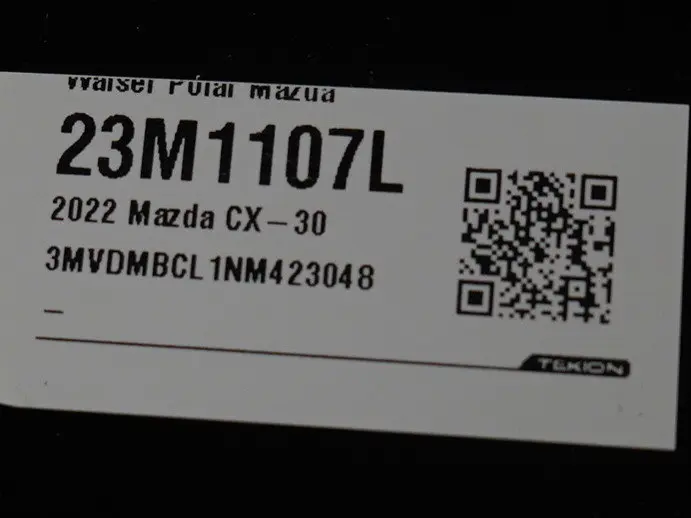 Walser Polar Mazda
23M1107L
2022 Mazda CX-30
3MVDMBCL1NM423048
-
TEKION